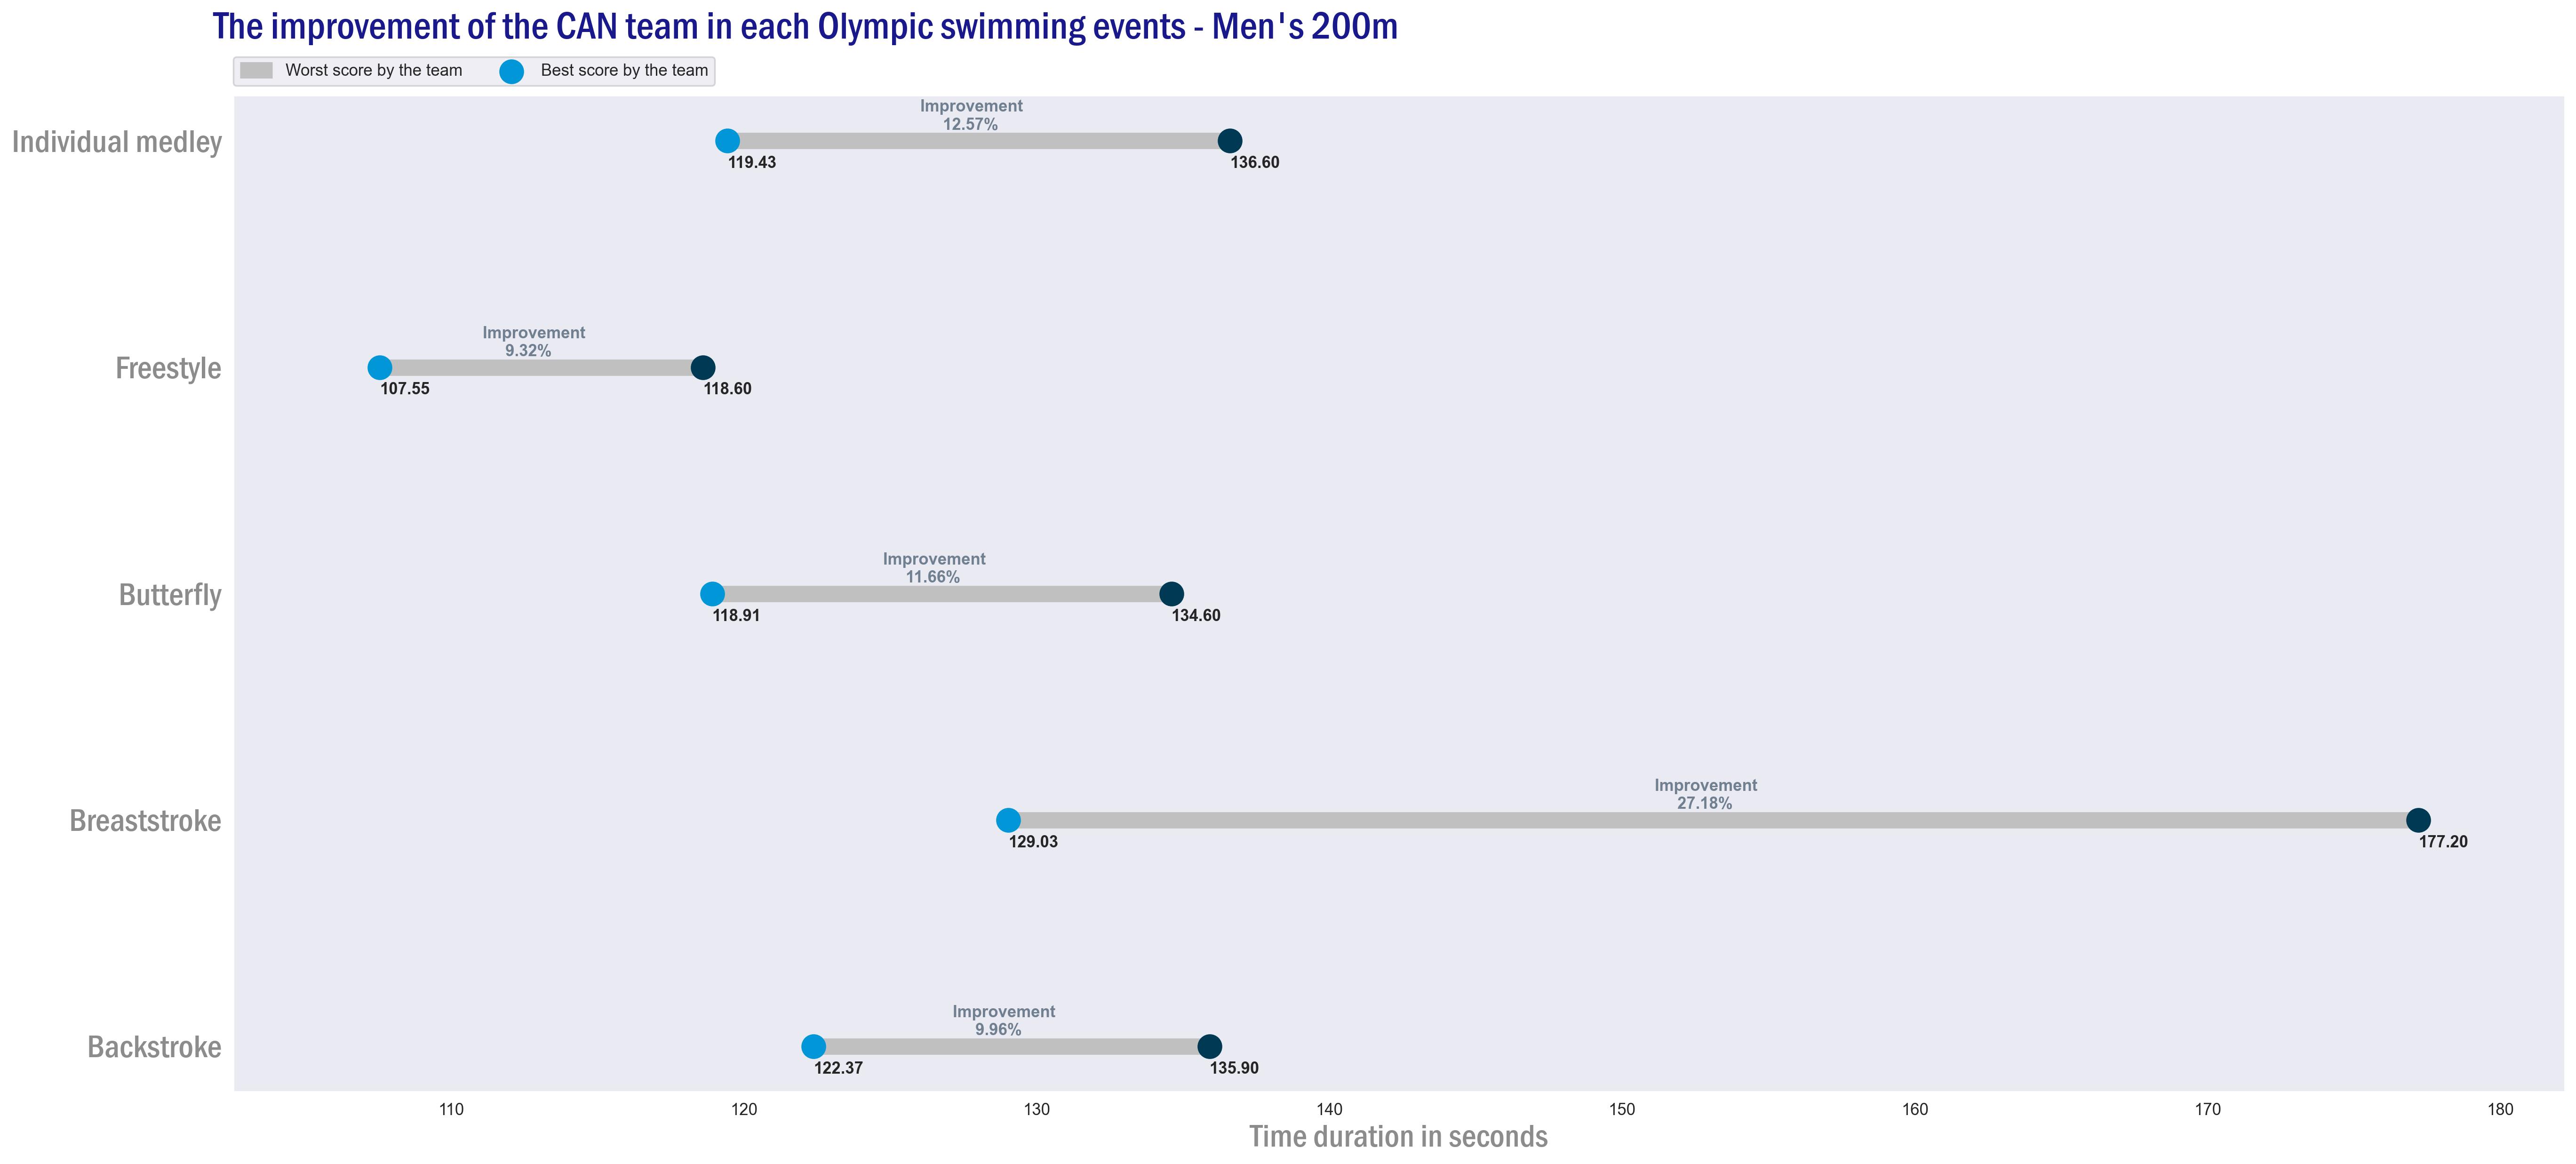 The improvement of the CAN team in each Olympic swimming events - Men's 200m
Worst score by the team
Best score by the team
Individual medley
Improvement
12.57%
119.43
136.60
Freestyle
Improvement
9.32%
107.55
118.60
Butterfly
Improvement
11.66%
118.91
134.60
Breaststroke
Improvement
27.18%
129.03
177.20
Backstroke
Improvement
9.96%
122.37
135.90
110
120
130
140
150
160
170
180
Time duration in seconds